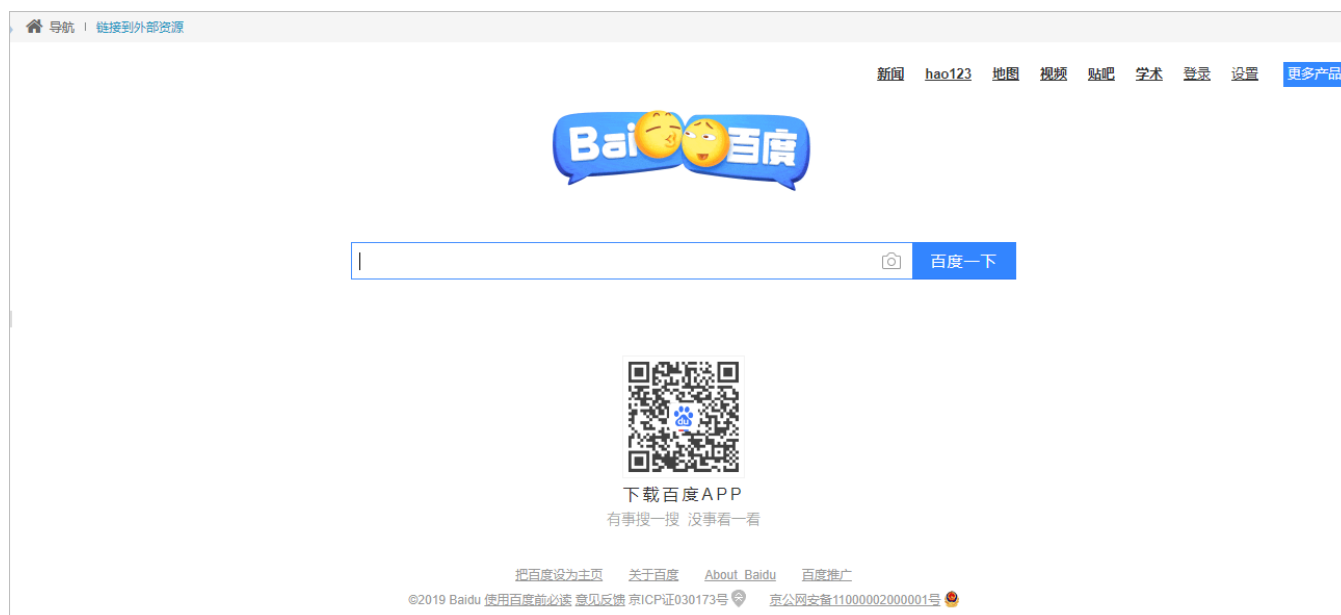 导航 | 链接到外部资源
新闻 hao123 地图 视频 贴吧 学术 登录 设置 更多产品
Bai 百度
百度一下
du
下载百度APP
有事搜一搜 没事看一看
把百度设为主页 关于百度 About Baidu 百度推广
©2019 Baidu 使用百度前必读 意见反馈 京ICP证030173号 京公网安备11000002000001号